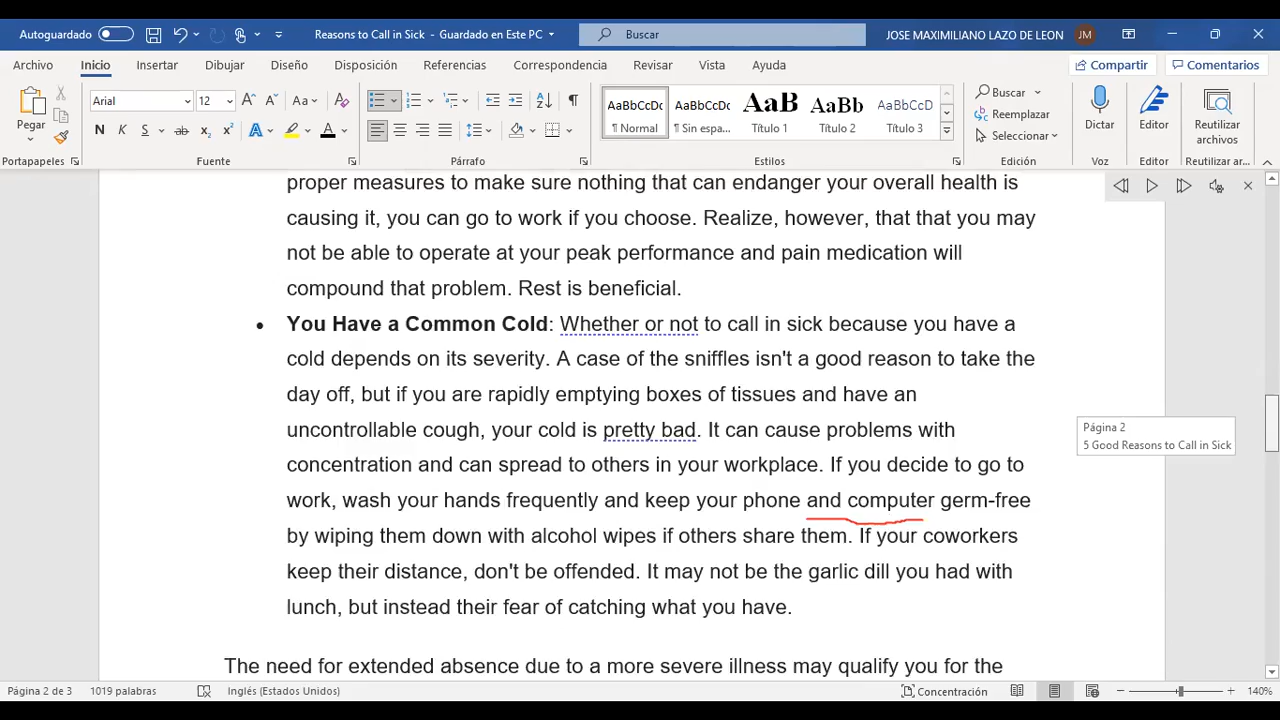 Autoguardado
Reasons to Call in Sick - Guardado en Este PC
Buscar
JOSE MAXIMILIANO LAZO DE LEON JM
Archivo Inicio Insertar Dibujar Diseño Disposición Referencias Correspondencia Revisar Vista Ayuda Compartir Comentarios
Pegar
Arial 12
N K S ab x₂ x²
AaBbCcDc AaBbCcDc AaB AaBb AaBbCcD
¶ Normal ¶ Sin espa... Título 1 Título 2 Título 3
Buscar
Reemplazar
Seleccionar
Dictar
Editor
Reutilizar
archivos
Portapapeles Fuente Párrafo Estilos Edición Voz Editor Reutilizar ar...
proper measures to make sure nothing that can endanger your overall health is
causing it, you can go to work if you choose. Realize, however, that that you may
not be able to operate at your peak performance and pain medication will
compound that problem. Rest is beneficial.
• You Have a Common Cold: Whether or not to call in sick because you have a
cold depends on its severity. A case of the sniffles isn't a good reason to take the
day off, but if you are rapidly emptying boxes of tissues and have an
uncontrollable cough, your cold is pretty bad. It can cause problems with
concentration and can spread to others in your workplace. If you decide to go to
work, wash your hands frequently and keep your phone and computer germ-free
by wiping them down with alcohol wipes if others share them. If your coworkers
keep their distance, don't be offended. It may not be the garlic dill you had with
lunch, but instead their fear of catching what you have.
The need for extended absence due to a more severe illness may qualify you for the
Página 2
5 Good Reasons to Call in Sick
Página 2 de 3 1019 palabras Inglés (Estados Unidos) Concentración 140%